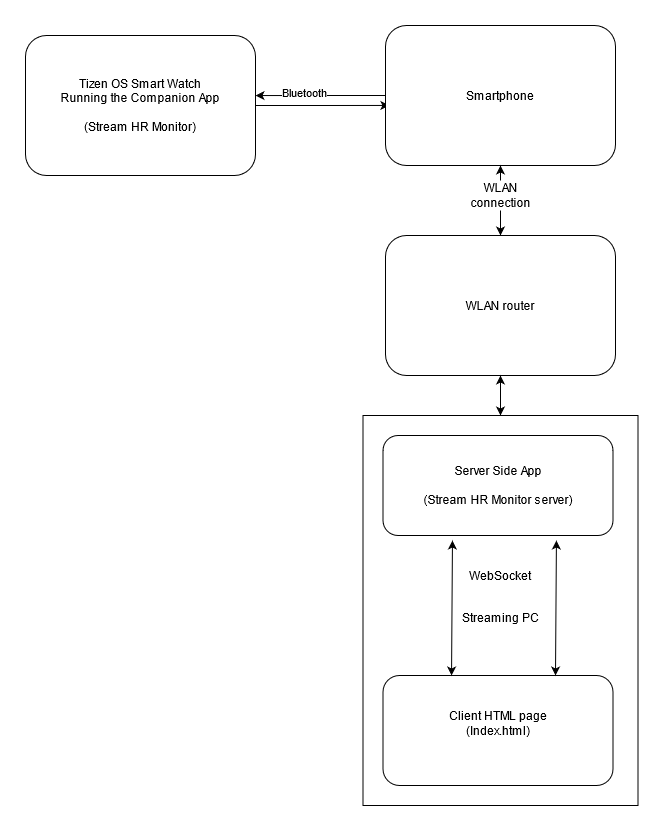 Tizen OS Smart Watch
Running the Companion App
(Stream HR Monitor)
Bluetooth
Smartphone
WLAN
connection
WLAN router
Server Side App
(Stream HR Monitor server)
WebSocket
Streaming PC
Client HTML page
(Index.html)